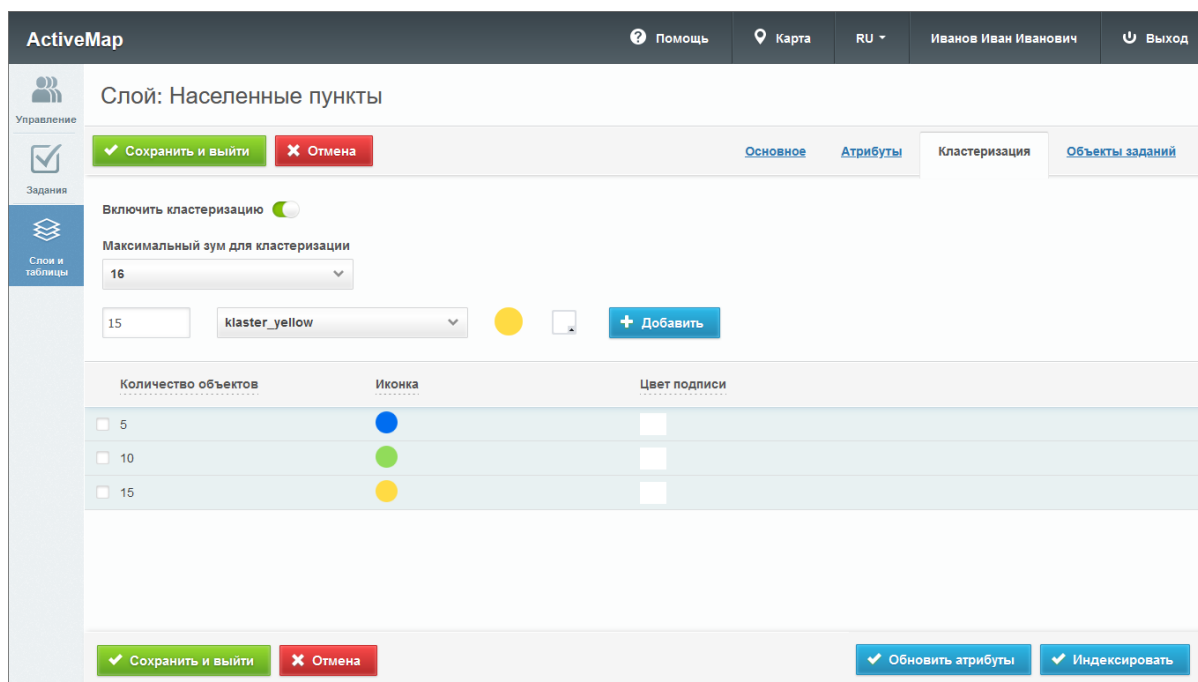 ActiveMap
Помощь
Карта
RU
Иванов Иван Иванович
Выход
Управление
Задания
Слои и
таблицы
Слой: Населенные пункты
Сохранить и выйти
Отмена
Основное
Атрибуты
Кластеризация
Объекты заданий
Включить кластеризацию
Максимальный зум для кластеризации
16
15
klaster_yellow
Добавить
Количество объектов
Иконка
Цвет подписи
5
10
15
Сохранить и выйти
Отмена
Обновить атрибуты
Индексировать